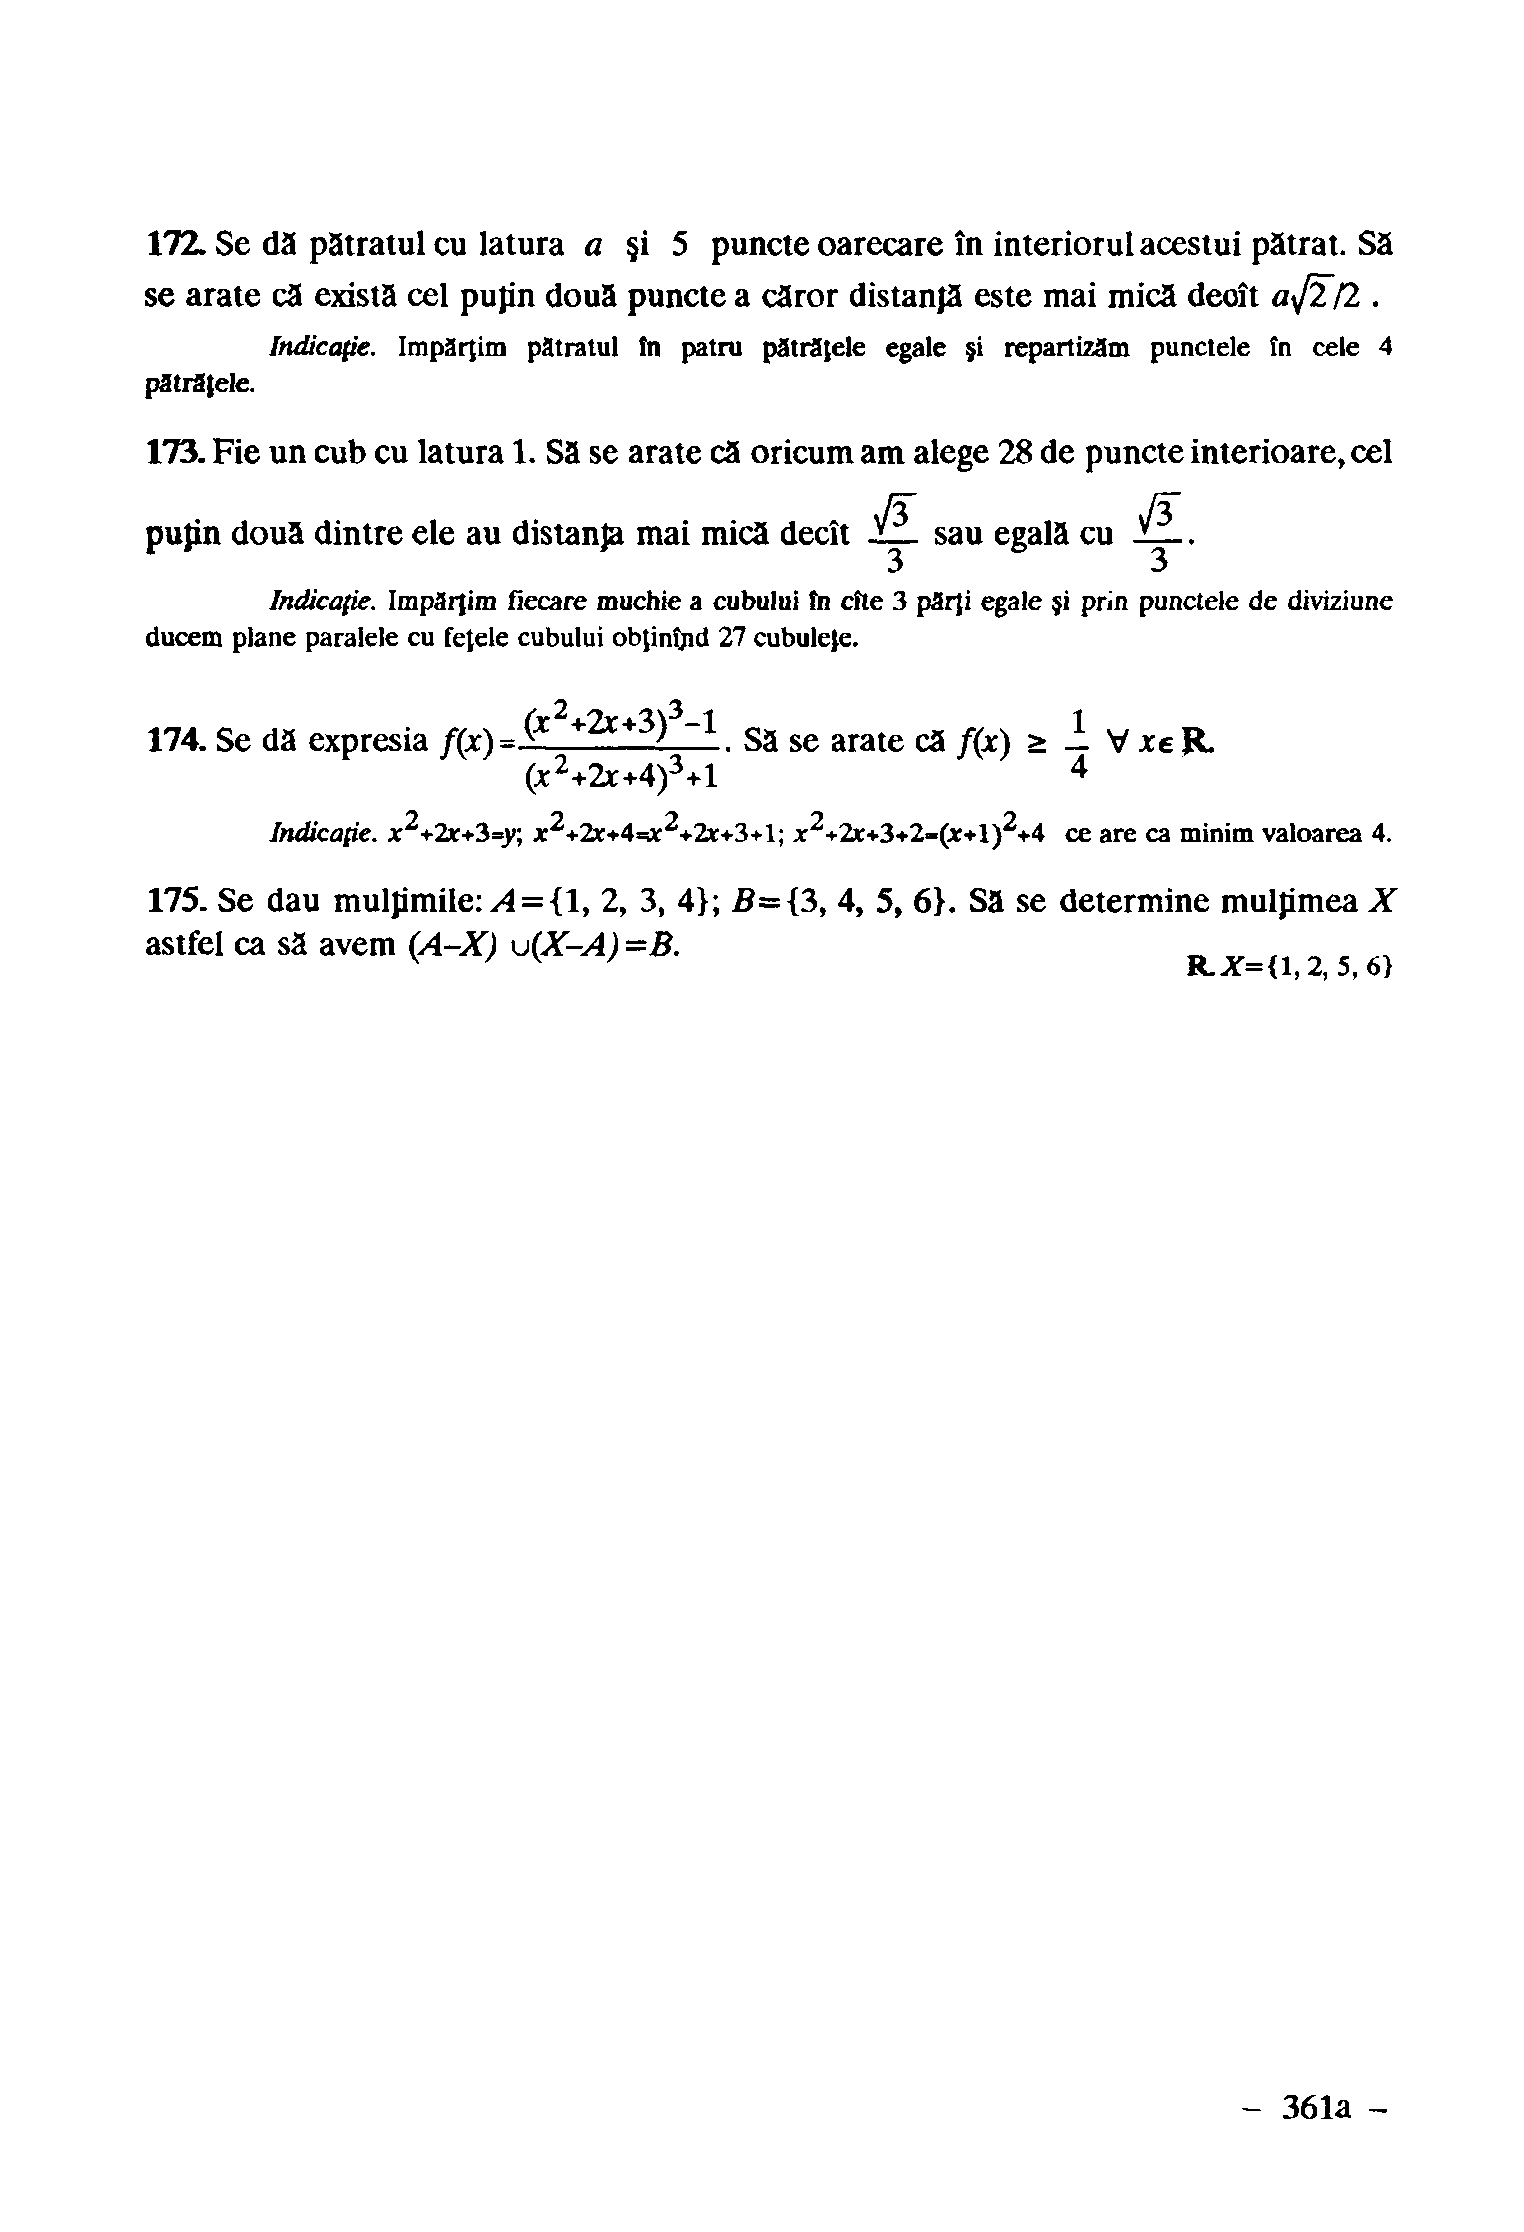 172. Se dă pătratul cu latura a şi 5 puncte oarecare în interiorul acestui pătrat. Să
se arate că există cel puţin două puncte a căror distanţă este mai mică decît a√2/2 .
Indicaţie. Impărţim pătratul în patru pătrăţele egale şi repartizăm punctele în cele 4
pătrăţele.
173. Fie un cub cu latura 1. Să se arate că oricum am alege 28 de puncte interioare, cel
puţin două dintre ele au distanţa mai mică decît √3/3 sau egală cu √3/3.
Indicaţie. Impărţim fiecare muchie a cubului în cîte 3 părţi egale şi prin punctele de diviziune
ducem plane paralele cu feţele cubului obţinînd 27 cubuleţe.
174. Se dă expresia f(x)=((x²+2x+3)³-1)/((x²+2x+4)³+1). Să se arate că f(x) ≥ 1/4 ∀ x∈R.
Indicaţie. x²+2x+3=y; x²+2x+4=x²+2x+3+1; x²+2x+3+2=(x+1)²+4 ce are ca minim valoarea 4.
175. Se dau mulţimile: A={1, 2, 3, 4}; B={3, 4, 5, 6}. Să se determine mulţimea X
astfel ca să avem (A-X) ∪(X-A)=B.
R. X={1, 2, 5, 6}
- 361a -